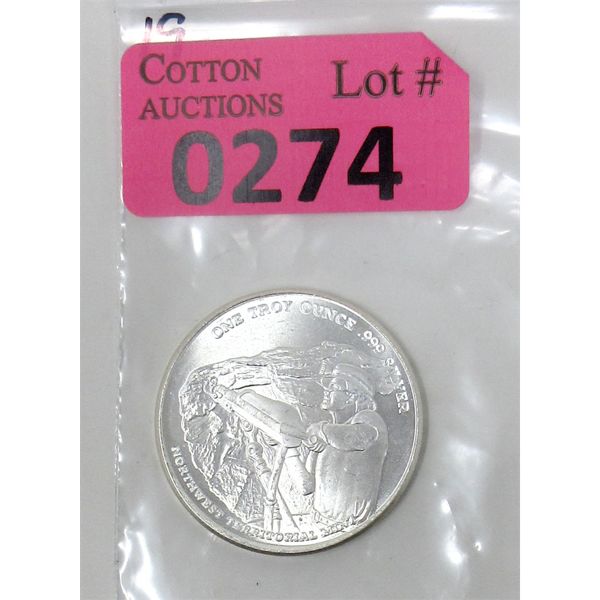 19
COTTON AUCTIONS
Lot #
0274
ONE TROY OUNCE .999 SILVER
NORTHWEST TERRITORIAL MINT